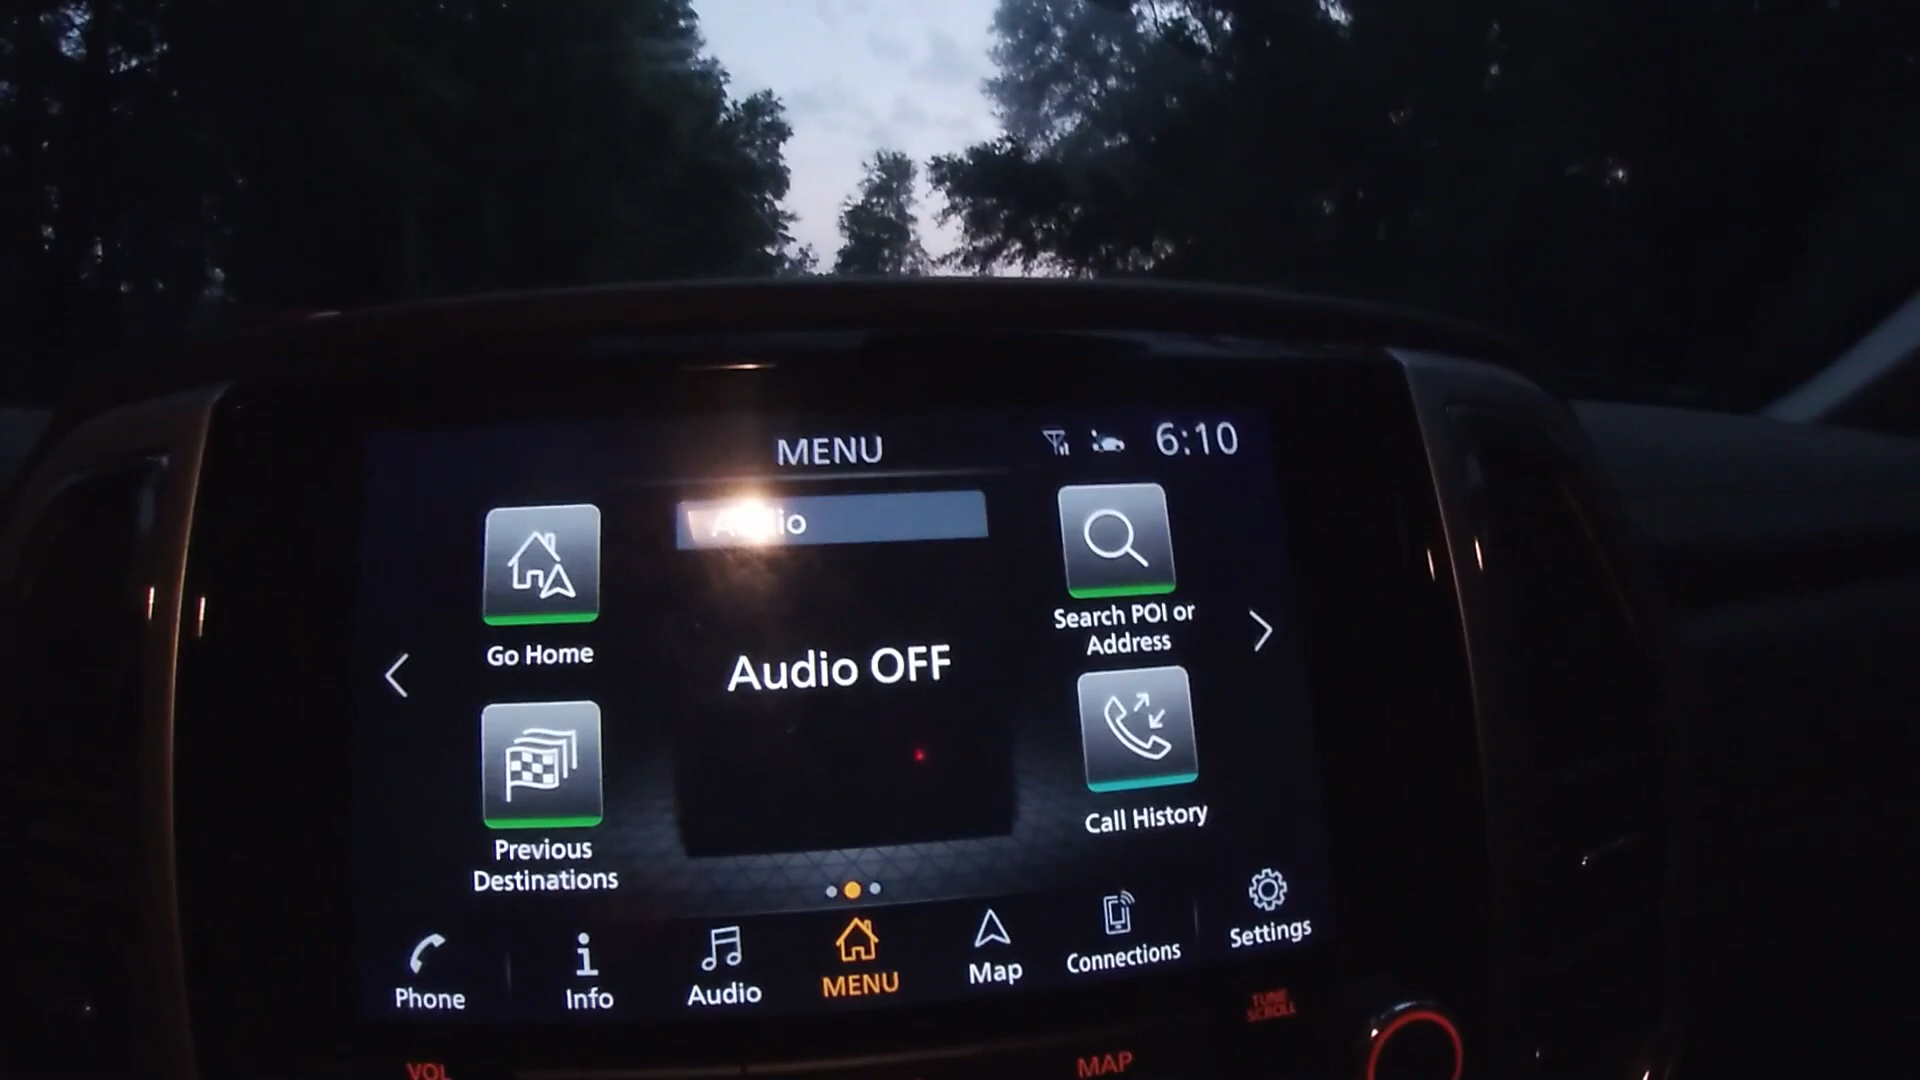 MENU
6:10
Audio
Go Home
Search POI or
Address
Audio OFF
Previous
Destinations
Call History
Phone
Info
Audio
MENU
Map
Connections
Settings
TUNE
SCROLL
VOL
MAP